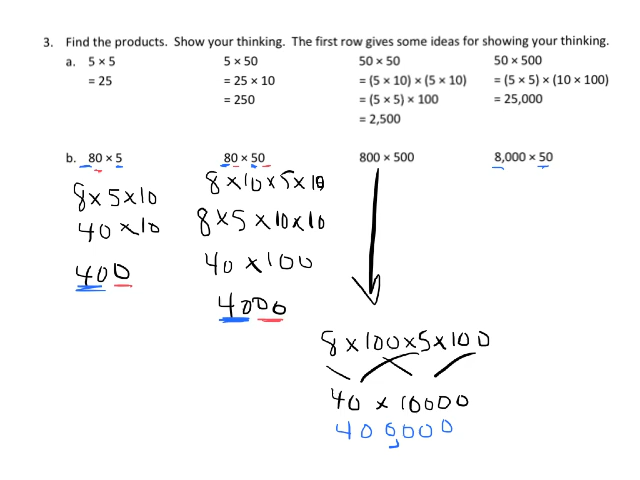 3. Find the products. Show your thinking. The first row gives some ideas for showing your thinking.
a. 5 × 5 5 × 50 50 × 50 50 × 500
= 25 = 25 × 10 = (5 × 10) × (5 × 10) = (5 × 5) × (10 × 100)
= 250 = (5 × 5) × 100 = 25,000
= 2,500
b. 80 × 5 80 × 50 800 × 500 8,000 × 50
8 × 5 × 10 8 × 10 × 5 × 10
40 × 10 8 × 5 × 10 × 10
400 40 × 100
4000
8 × 100 × 5 × 100
40 × 10000
400,000